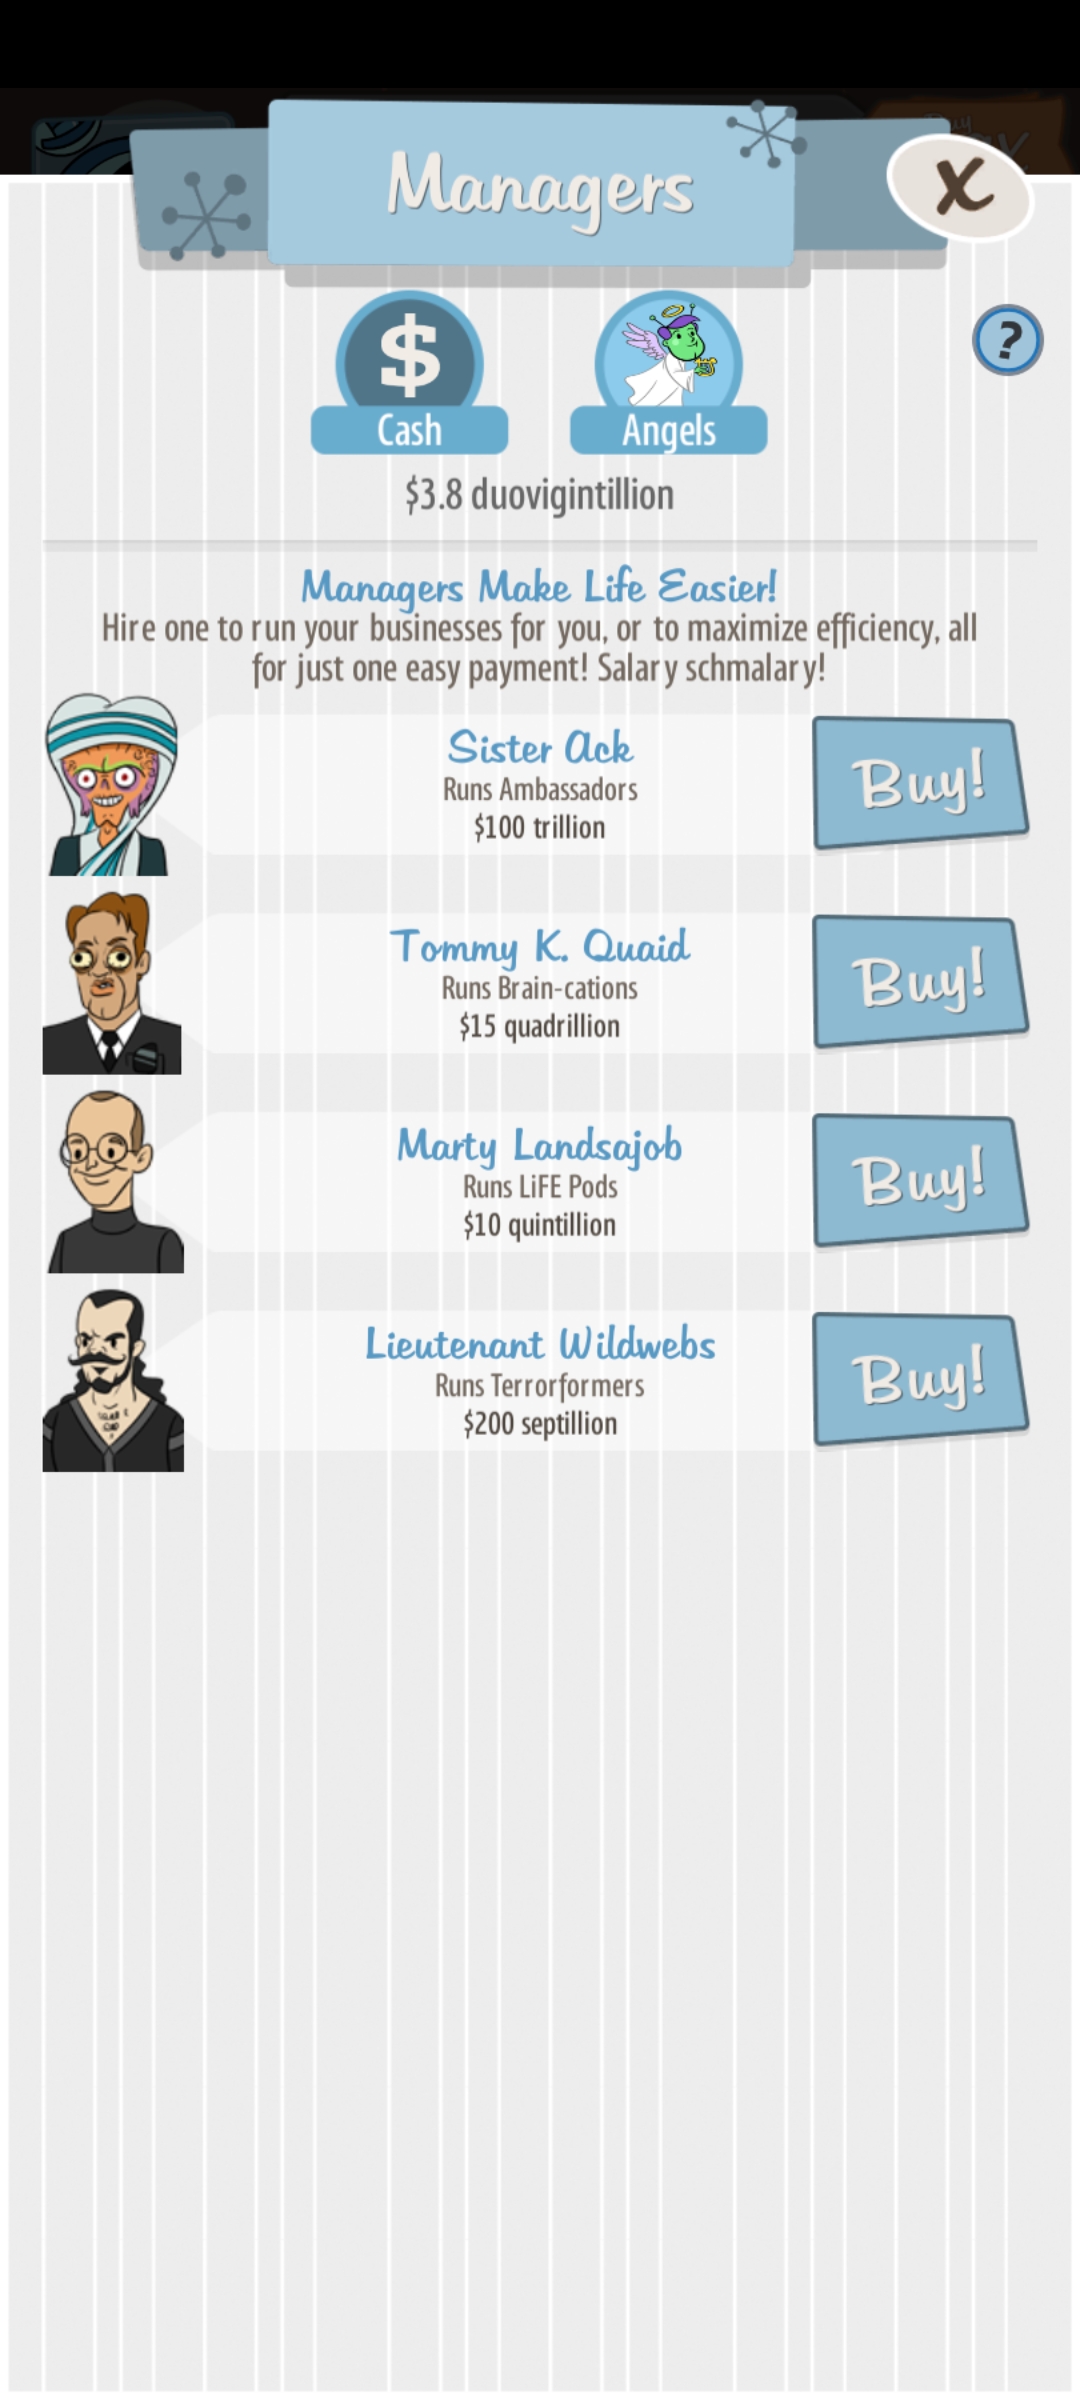 Managers
X
$
?
Cash
Angels
$3.8 duovigintillion
Managers Make Life Easier!
Hire one to run your businesses for you, or to maximize efficiency, all
for just one easy payment! Salary schmalary!
Sister Ack
Runs Ambassadors
$100 trillion
Buy!
Tommy K. Quaid
Runs Brain-cations
$15 quadrillion
Buy!
Marty Landsajob
Runs LiFE Pods
$10 quintillion
Buy!
Lieutenant Wildwebs
Runs Terrorformers
$200 septillion
Buy!